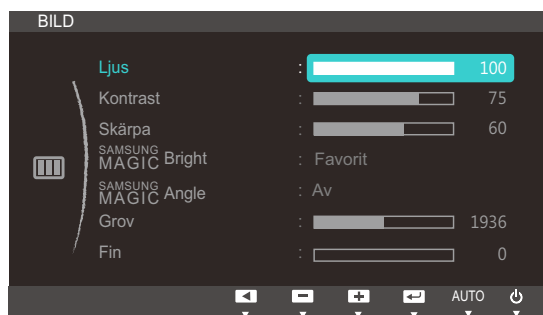 BILD
Ljus : 100
Kontrast : 75
Skärpa : 60
SAMSUNG
MAGIC Bright : Favorit
SAMSUNG
MAGIC Angle : Av
Grov : 1936
Fin : 0
AUTO